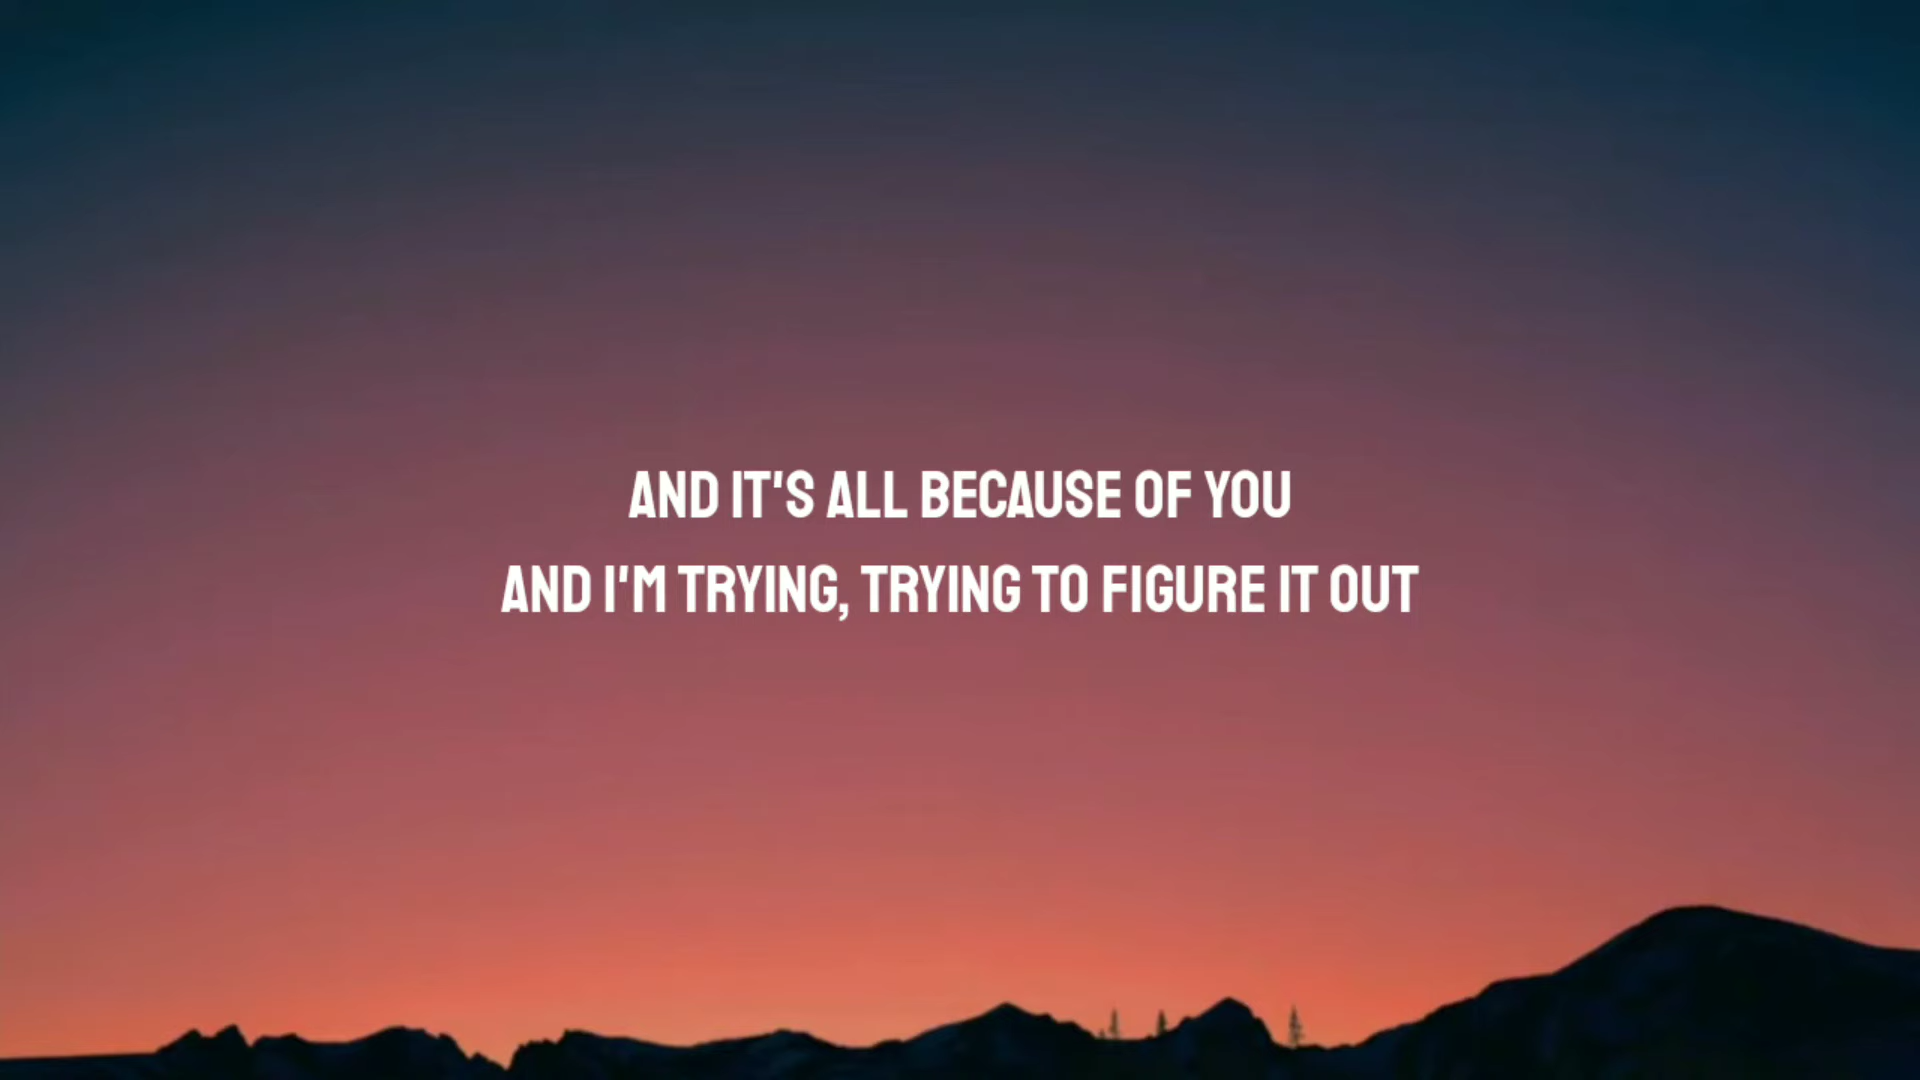 AND IT'S ALL BECAUSE OF YOU
AND I'M TRYING, TRYING TO FIGURE IT OUT